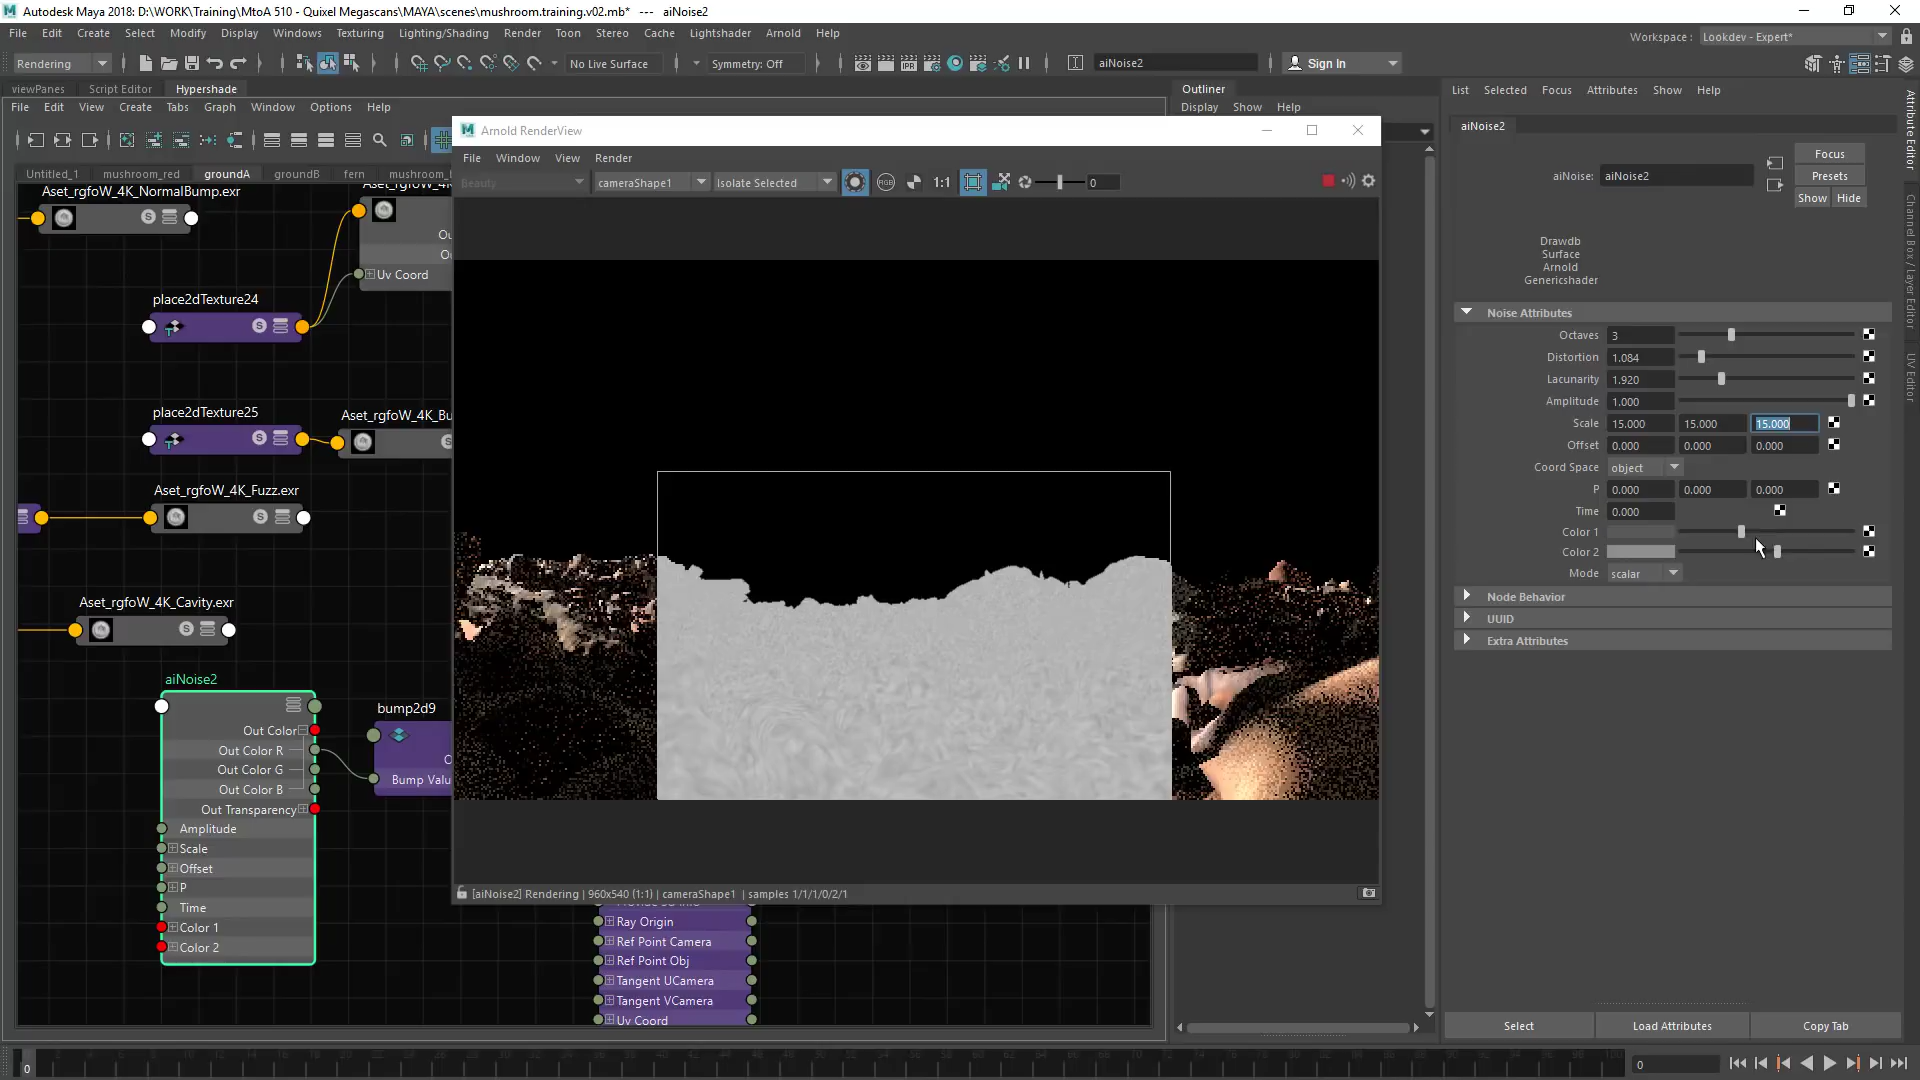 Autodesk Maya 2018: D:\WORK\Training\MtoA 510 - Quixel Megascans\MAYA\scenes\mushroom.training.v02.mb* --- aiNoise2
File Edit Create Select Modify Display Windows Texturing Lighting/Shading Render Toon Stereo Cache Lightshader Arnold Help
Workspace : Lookdev - Expert*
Rendering
No Live Surface
Symmetry: Off
aiNoise2
Sign In
viewPanes Script Editor Hypershade
File Edit View Create Tabs Graph Window Options Help
Untitled_1 mushroom_red groundA groundB fern
Aset_rgfoW_4K_NormalBump.exr
Uv Coord
place2dTexture24
place2dTexture25
Aset_rgfoW_4K_Fuzz.exr
Aset_rgfoW_4K_Cavity.exr
aiNoise2
Out Color
Out Color R
Out Color G
Out Color B
Out Transparency
Amplitude
Scale
Offset
P
Time
Color 1
Color 2
bump2d9
Bump Valu
Ray Origin
Ref Point Camera
Ref Point Obj
Tangent UCamera
Tangent VCamera
Uv Coord
Arnold RenderView
File Window View Render
Beauty
cameraShape1
Isolate Selected
RGB
1:1
0
[aiNoise2] Rendering | 960x540 (1:1) | cameraShape1 | samples 1/1/1/0/2/1
Outliner
Display Show Help
List Selected Focus Attributes Show Help
aiNoise2
aiNoise: aiNoise2
Focus
Presets
Show Hide
Drawdb
Surface
Arnold
Genericshader
Noise Attributes
Octaves 3
Distortion 1.084
Lacunarity 1.920
Amplitude 1.000
Scale 15.000 15.000 15.000
Offset 0.000 0.000 0.000
Coord Space object
P 0.000 0.000 0.000
Time 0.000
Color 1
Color 2
Mode scalar
Node Behavior
UUID
Extra Attributes
Select Load Attributes Copy Tab
Attribute Editor
Channel Box / Layer Editor
UV Editor
0
0